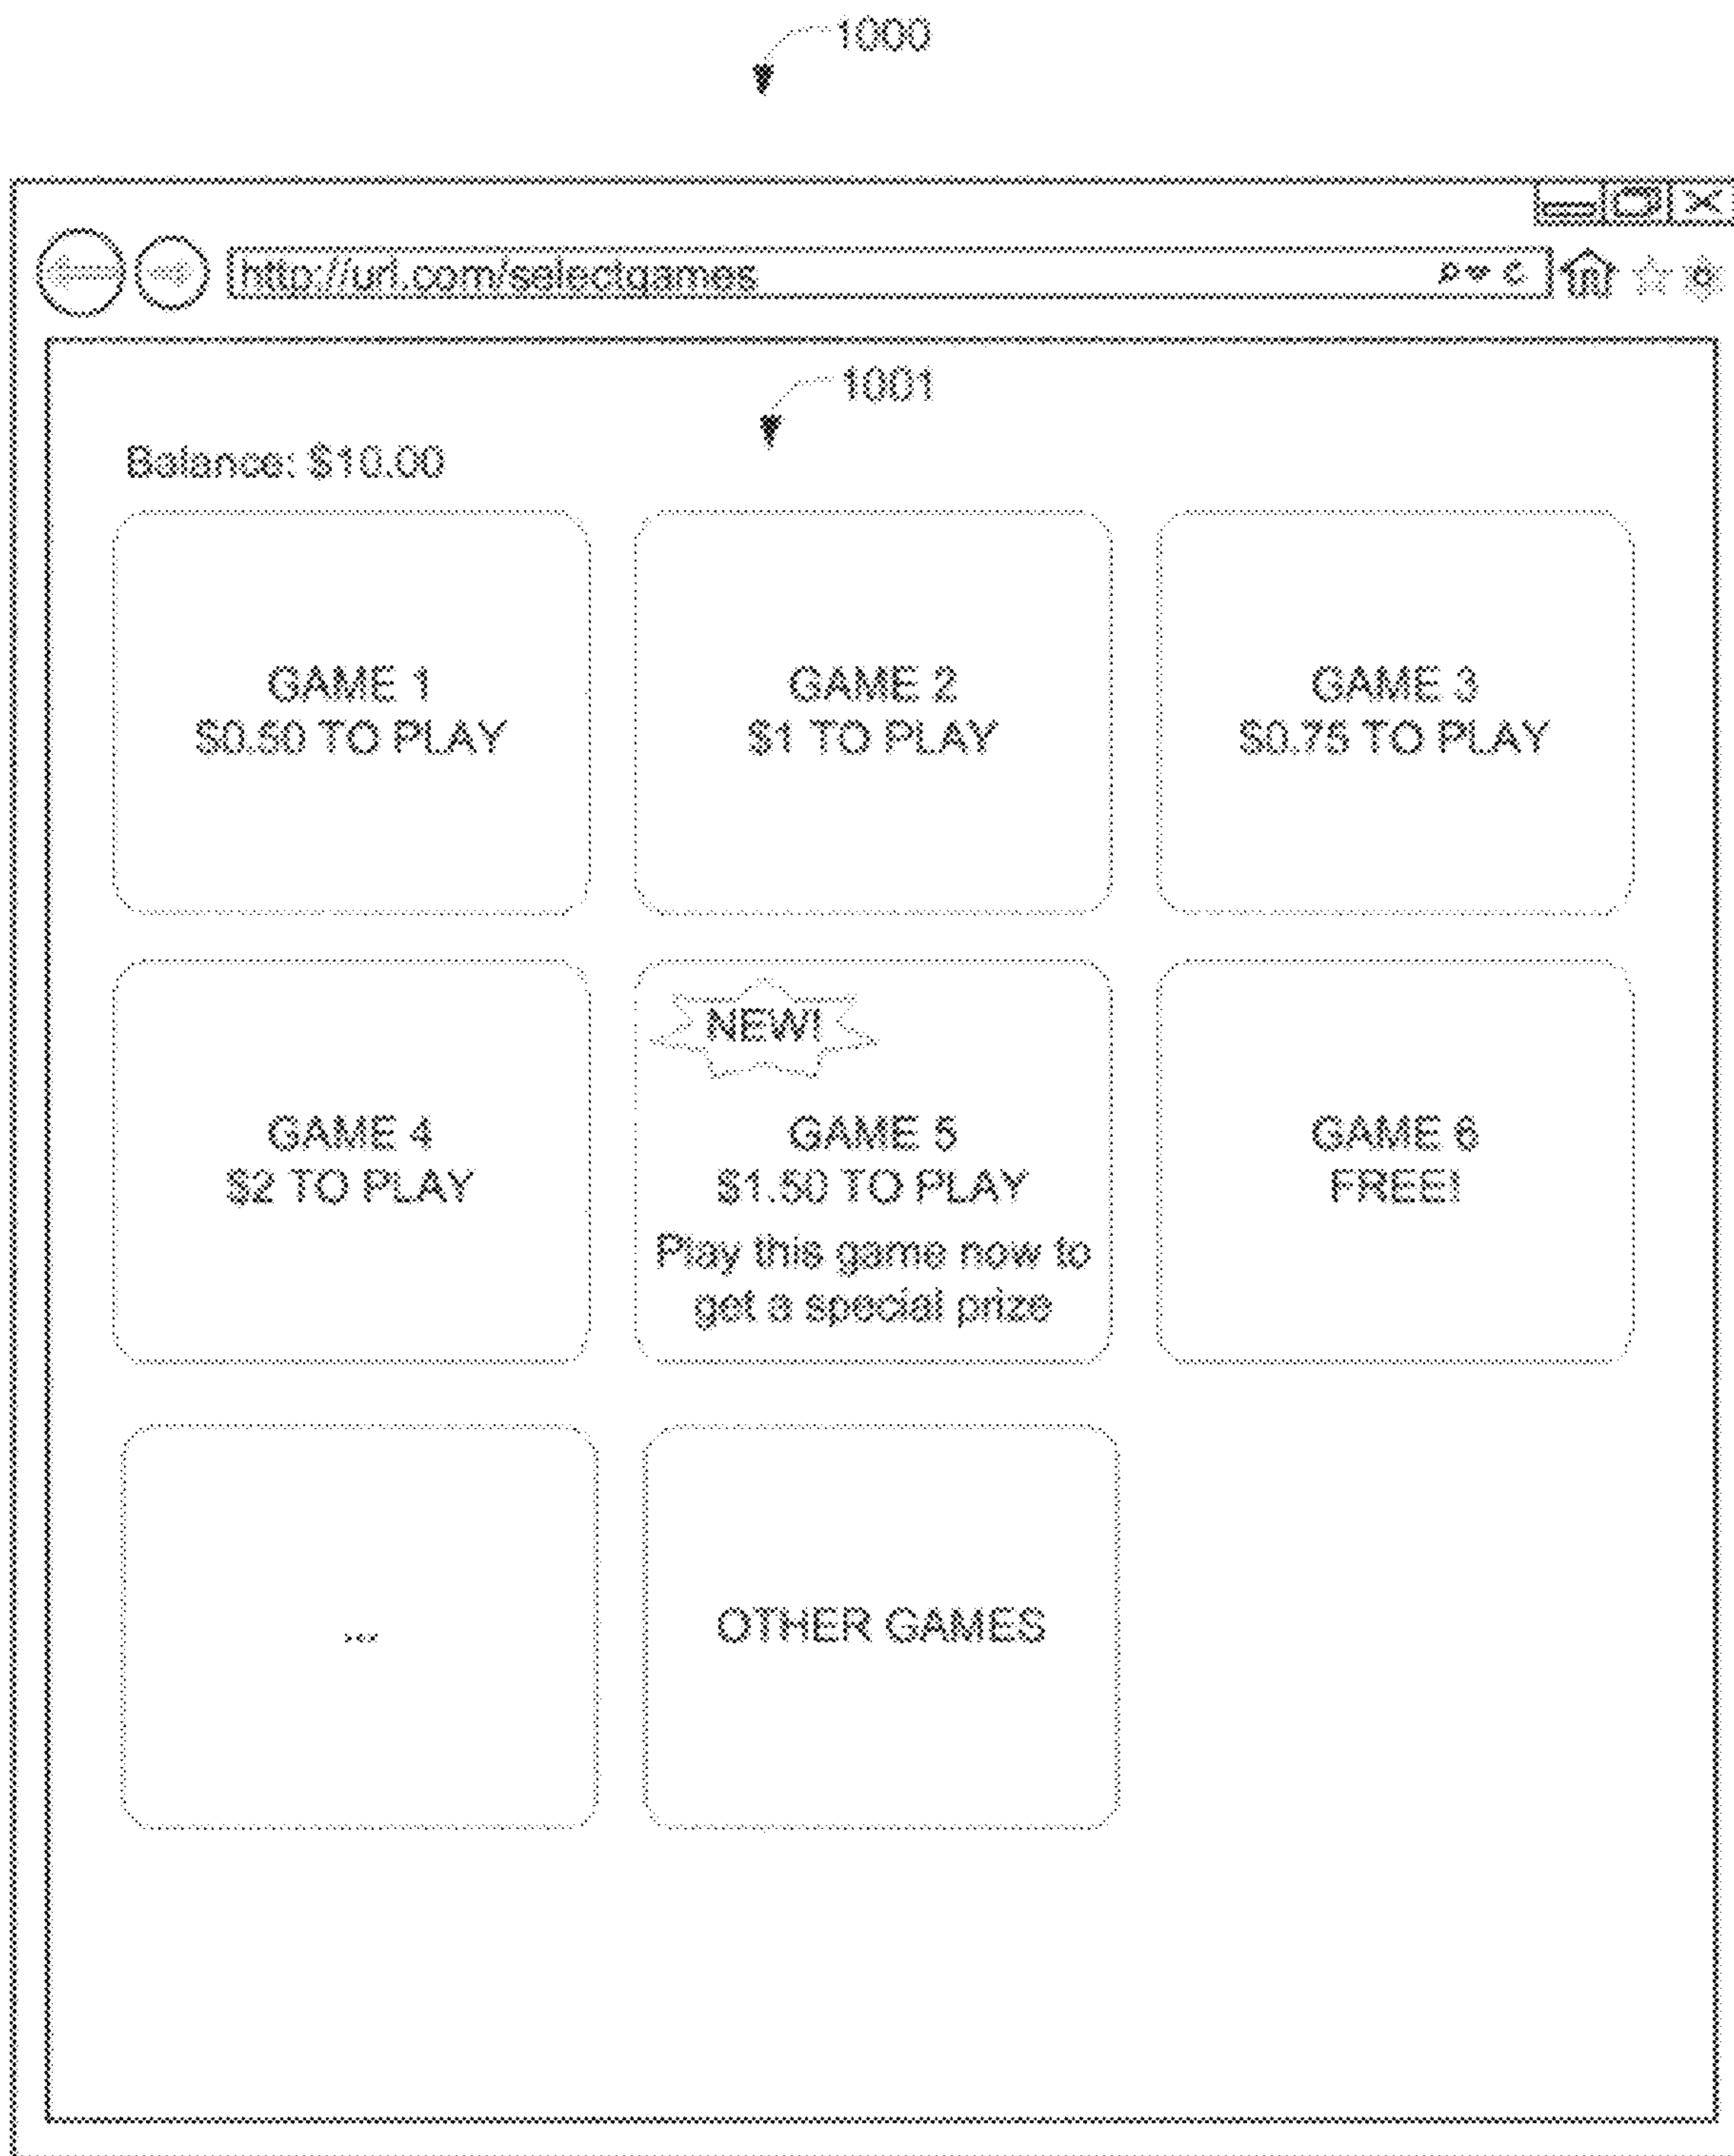 1000
http://url.com/selectgames
1001
Balance: $10.00
GAME 1
$0.50 TO PLAY
GAME 2
$1 TO PLAY
GAME 3
$0.75 TO PLAY
GAME 4
$2 TO PLAY
NEW!
GAME 5
$1.50 TO PLAY
Play this game now to
get a special prize
GAME 6
FREE!
...
OTHER GAMES